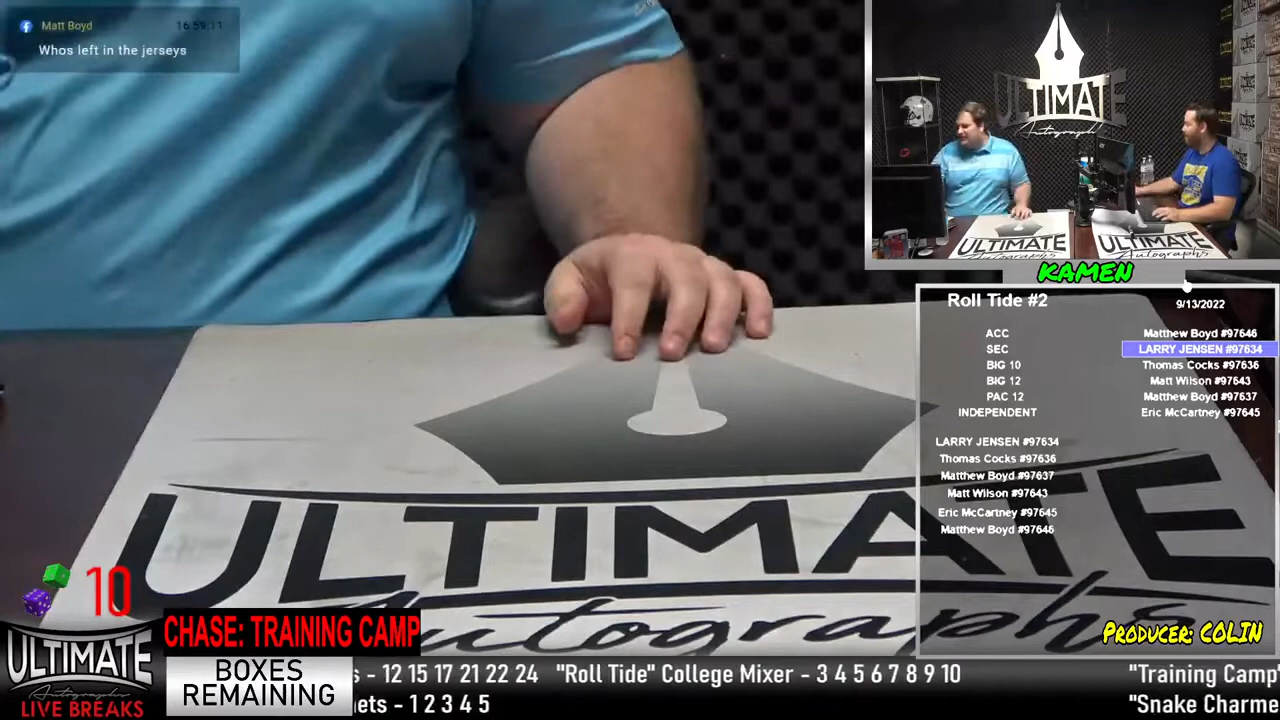 Matt Boyd 16:59:11
Whos left in the jerseys
ULTIMATE
Autograph
ULTIMATE
Autographs
ULTIMATE
Autographs
KAMEN
Roll Tide #2 9/13/2022
ACC Matthew Boyd #97646
SEC LARRY JENSEN #97634
BIG 10 Thomas Cocks #97636
BIG 12 Matt Wilson #97643
PAC 12 Matthew Boyd #97637
INDEPENDENT Eric McCartney #97645
LARRY JENSEN #97634
Thomas Cocks #97636
Matthew Boyd #97637
Matt Wilson #97643
Eric McCartney #97645
Matthew Boyd #97646
ULTIMATE
Autographs
PRODUCER: COLIN
10
CHASE: TRAINING CAMP
ULTIMATE
Autographs
LIVE BREAKS
BOXES
REMAINING
s - 12 15 17 21 22 24 "Roll Tide" College Mixer - 3 4 5 6 7 8 9 10 "Training Camp"
ets - 1 2 3 4 5 "Snake Charme